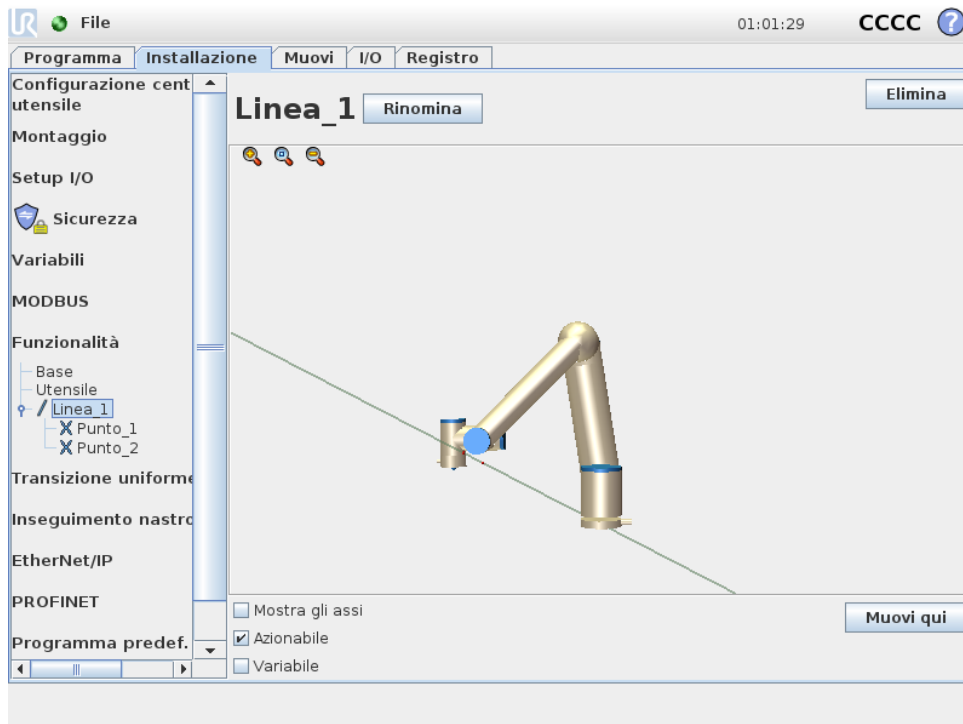 UR File 01:01:29 CCCC ?
Programma Installazione Muovi I/O Registro
Configurazione cent
utensile
Montaggio
Setup I/O
Sicurezza
Variabili
MODBUS
Funzionalità
Base
Utensile
Linea_1
Punto_1
Punto_2
Transizione uniforme
Inseguimento nastro
EtherNet/IP
PROFINET
Programma predef.
Linea_1 Rinomina Elimina
Mostra gli assi
Azionabile
Variabile
Muovi qui